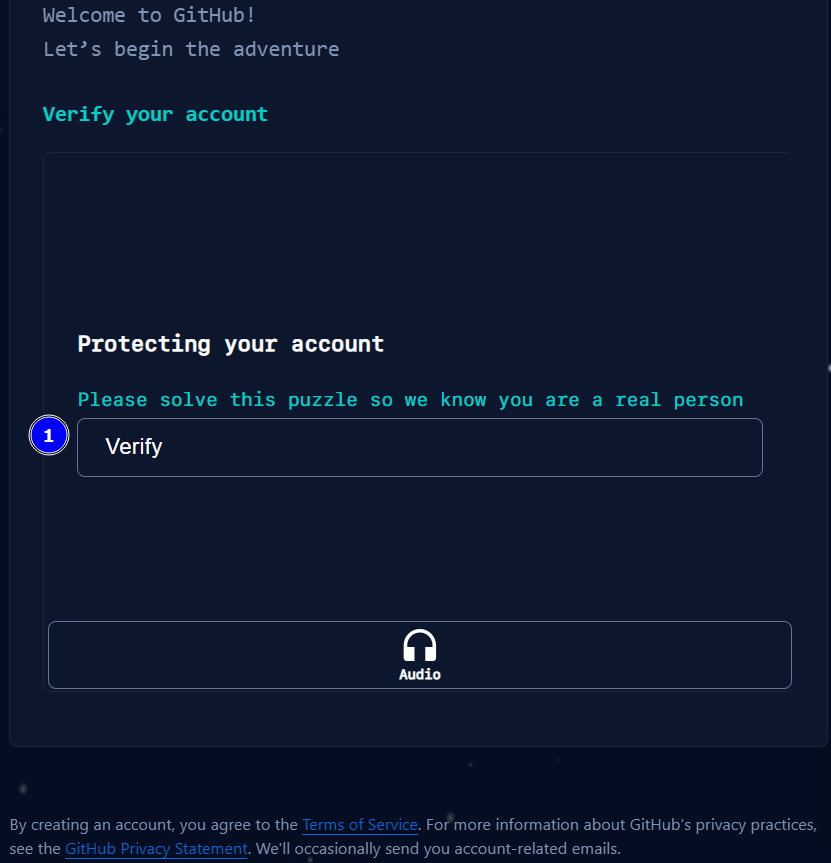 Welcome to GitHub!
Let’s begin the adventure
Verify your account
Protecting your account
Please solve this puzzle so we know you are a real person
1
Verify
Audio
By creating an account, you agree to the Terms of Service. For more information about GitHub's privacy practices,
see the GitHub Privacy Statement. We'll occasionally send you account-related emails.